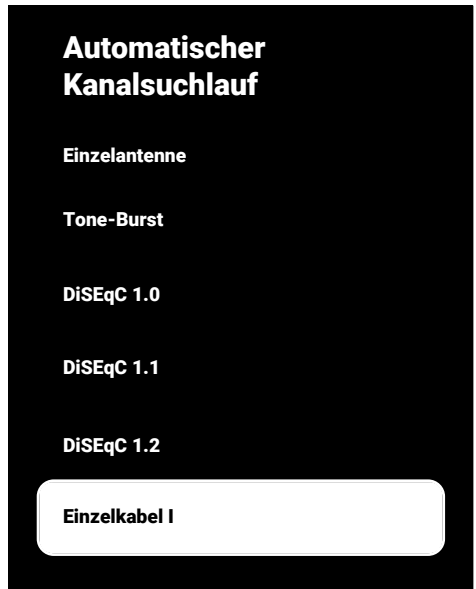 Automatischer
Kanalsuchlauf
Einzelantenne
Tone-Burst
DiSEqC 1.0
DiSEqC 1.1
DiSEqC 1.2
Einzelkabel I